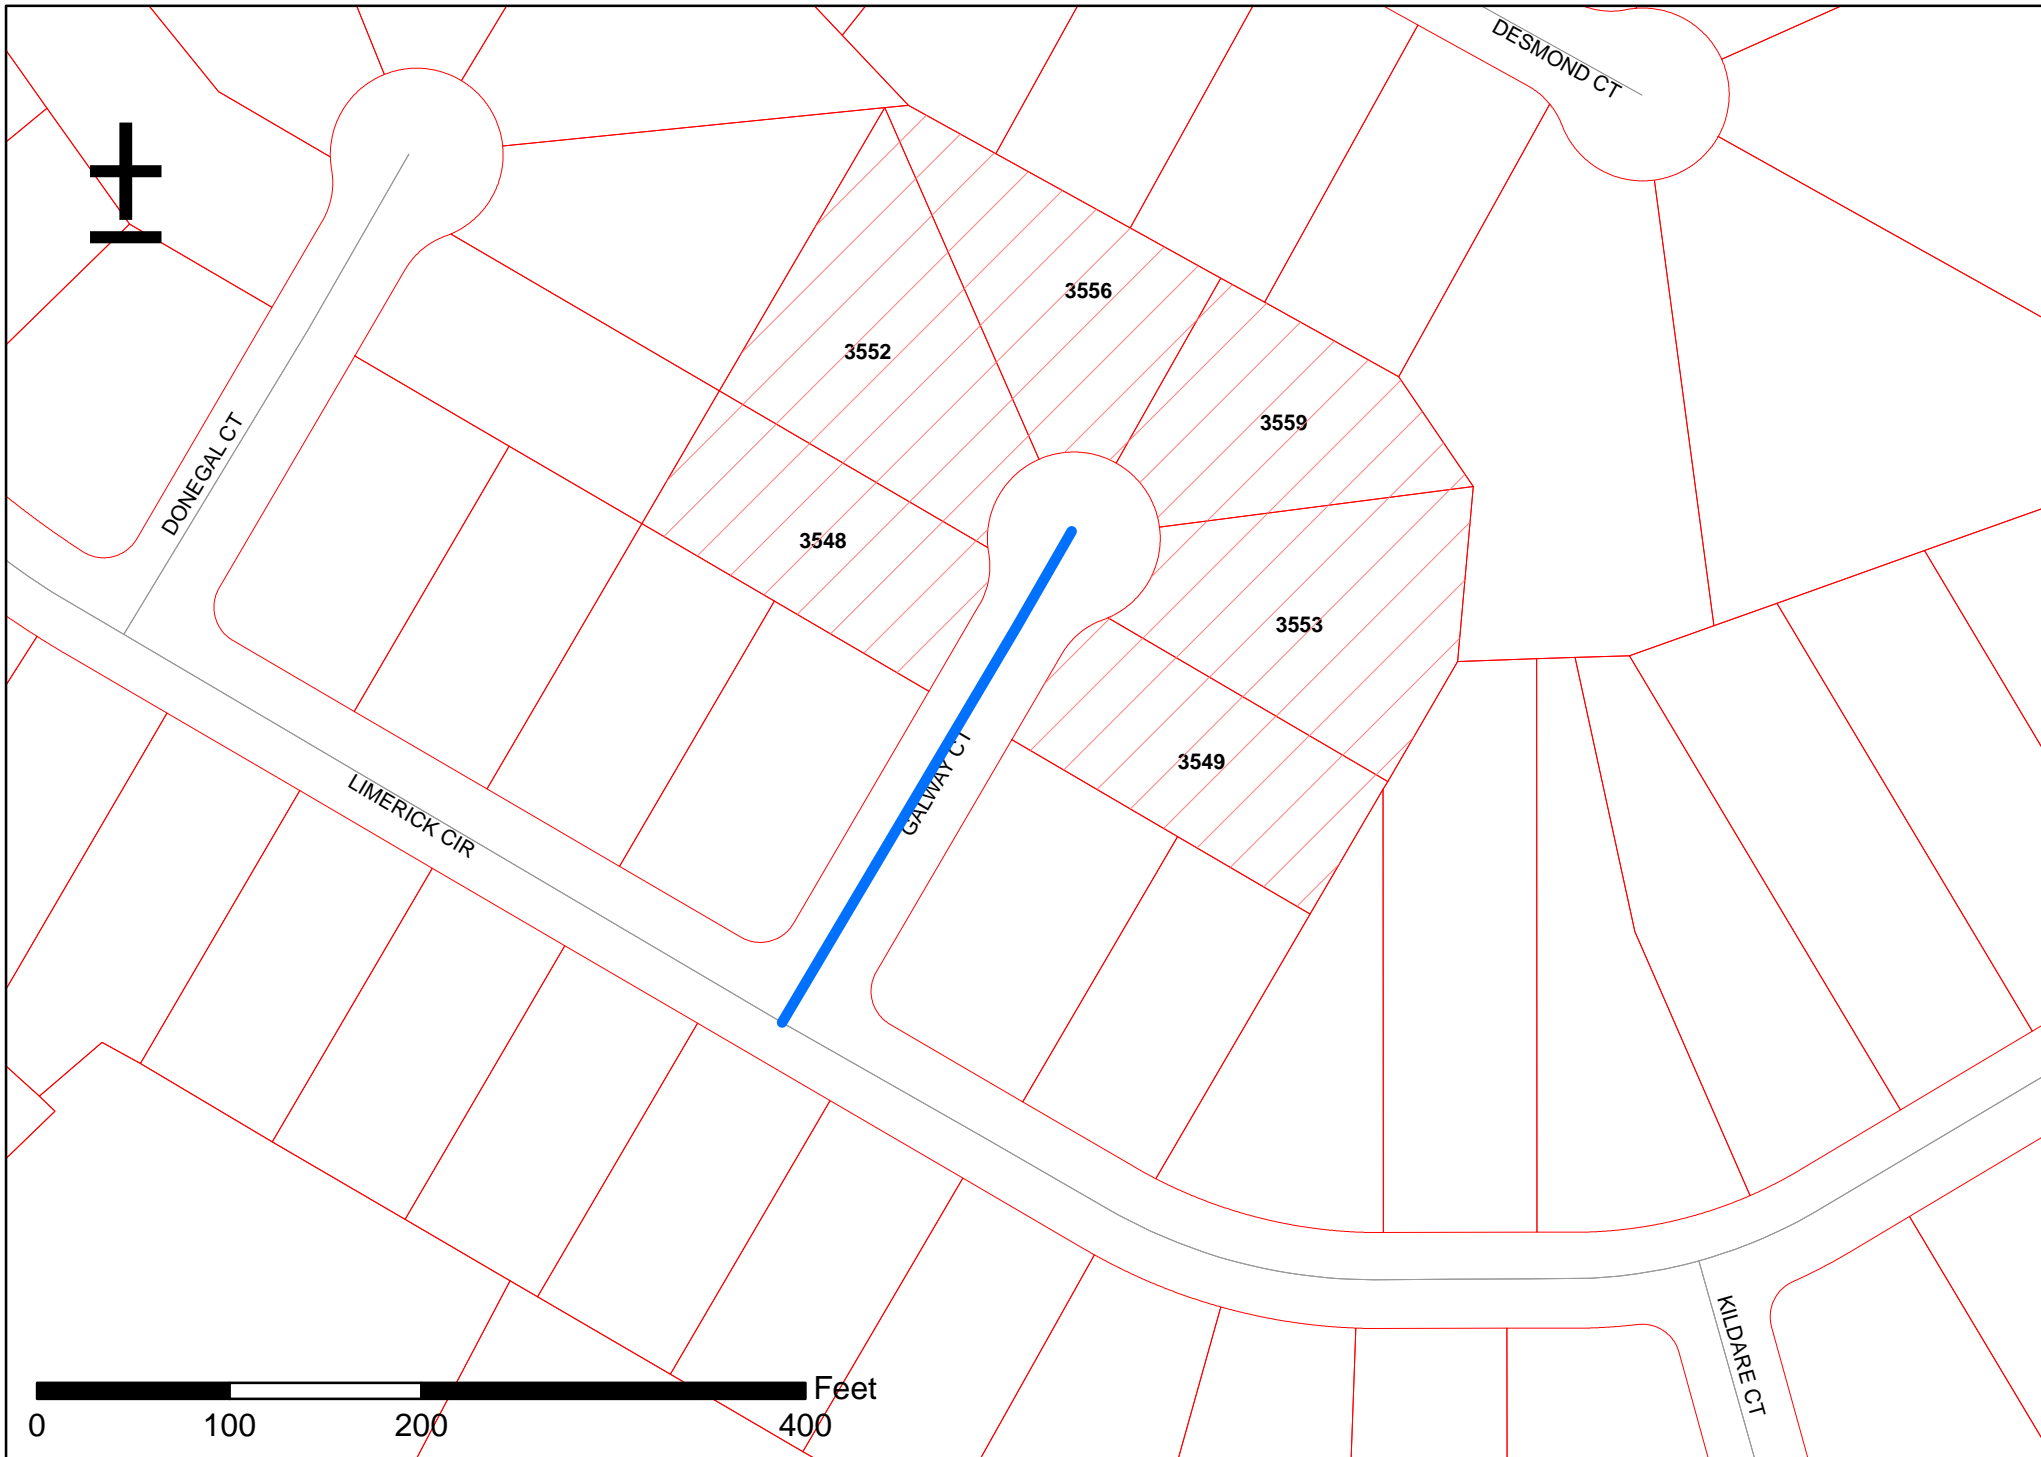 DESMOND CT
3556
3552
3559
DONEGAL CT
3548
3553
3549
GALWAY CT
LIMERICK CIR
KILDARE CT
Feet
0 100 200 400